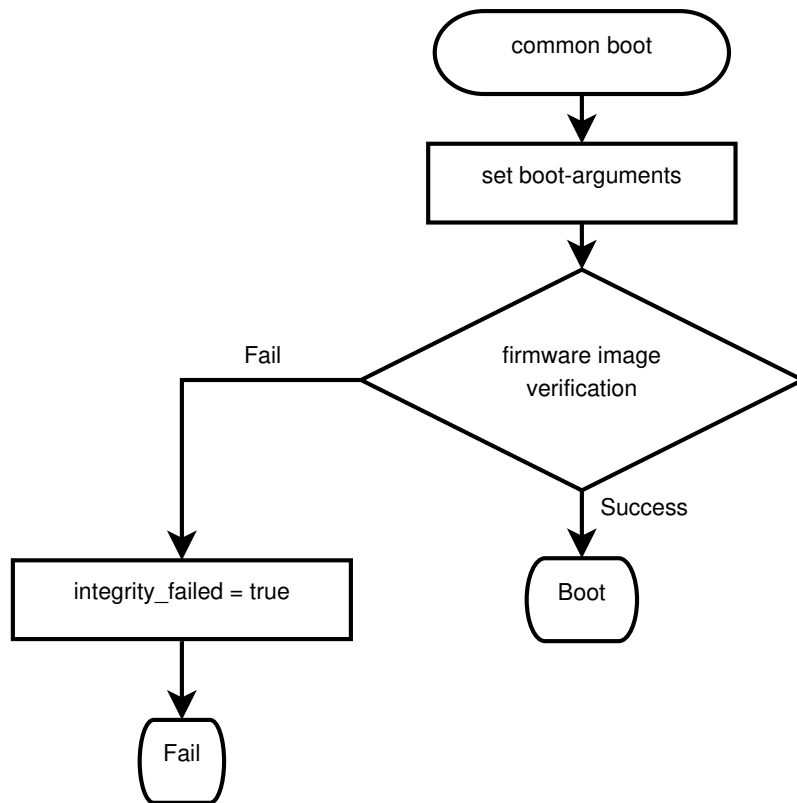 common boot
set boot-arguments
firmware image
verification
Fail
Success
integrity_failed = true
Boot
Fail